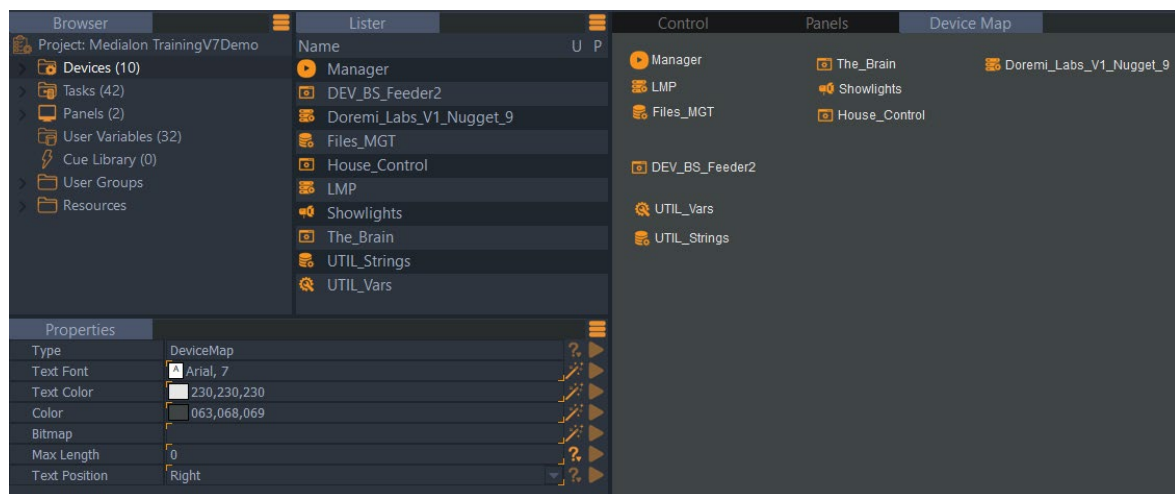 Browser
Project: Medialon TrainingV7Demo
Devices (10)
Tasks (42)
Panels (2)
User Variables (32)
Cue Library (0)
User Groups
Resources
Lister
Name U P
Manager
DEV_BS_Feeder2
Doremi_Labs_V1_Nugget_9
Files_MGT
House_Control
LMP
Showlights
The_Brain
UTIL_Strings
UTIL_Vars
Properties
Type DeviceMap
Text Font A Arial, 7
Text Color 230,230,230
Color 063,068,069
Bitmap
Max Length 0
Text Position Right
Control Panels Device Map
Manager The_Brain Doremi_Labs_V1_Nugget_9
LMP Showlights
Files_MGT House_Control
DEV_BS_Feeder2
UTIL_Vars
UTIL_Strings